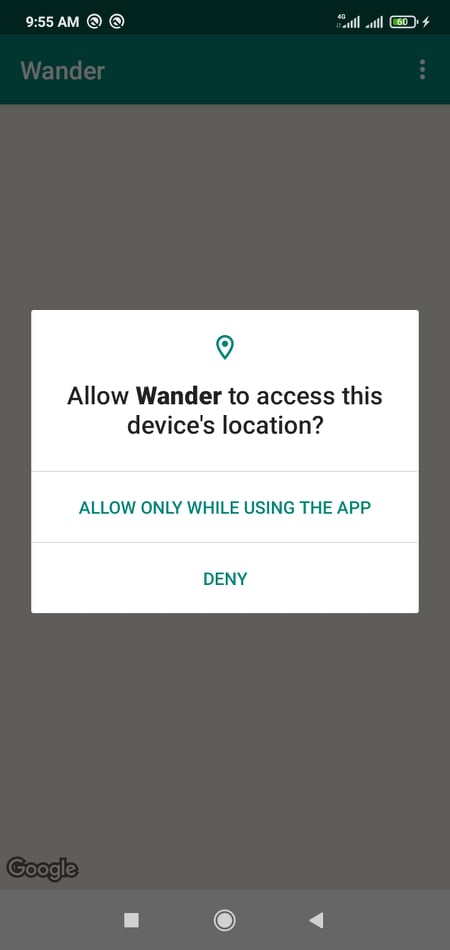 9:55 AM 4G 60
Wander
Allow Wander to access this
device's location?
ALLOW ONLY WHILE USING THE APP
DENY
Google